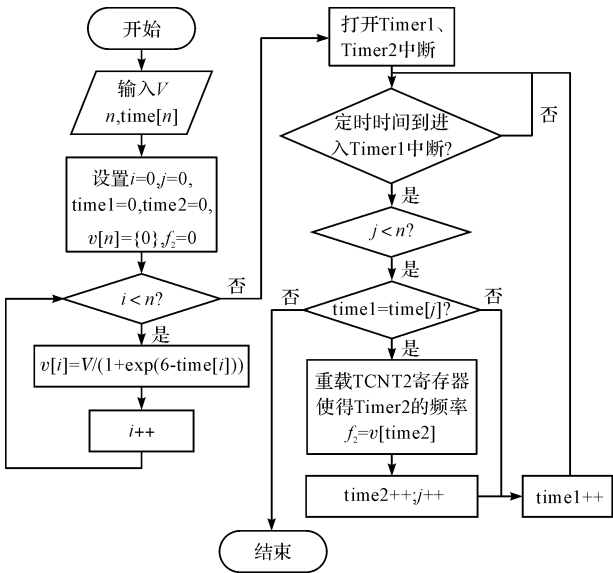 开始
输入V
n,time[n]
设置i=0,j=0,
time1=0,time2=0,
v[n]={0},f₂=0
i<n?
否
是
v[i]=V/(1+exp(6-time[i]))
i++
打开Timer1、
Timer2中断
定时时间到进
入Timer1中断?
否
是
j<n?
是
否
time1=time[j]?
否
是
重载TCNT2寄存器
使得Timer2的频率
f₂=v[time2]
time2++;j++
time1++
结束